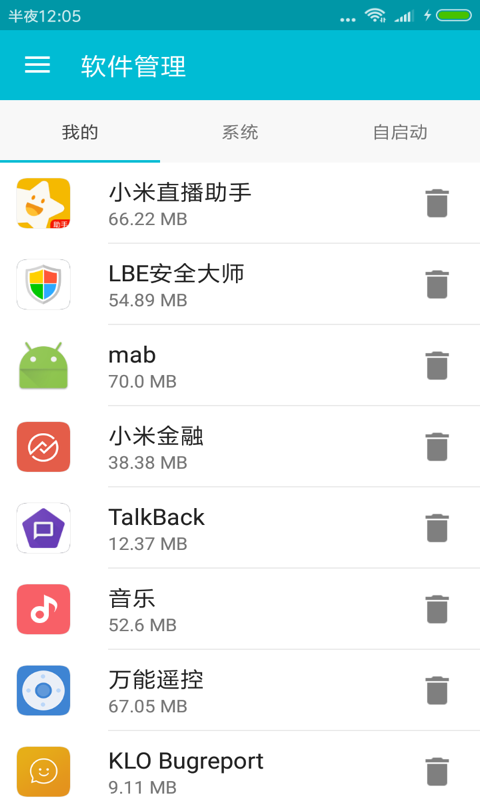 半夜12:05
软件管理
我的
系统
自启动
小米直播助手
66.22 MB
助手
LBE安全大师
54.89 MB
mab
70.0 MB
小米金融
38.38 MB
TalkBack
12.37 MB
音乐
52.6 MB
万能遥控
67.05 MB
KLO Bugreport
9.11 MB